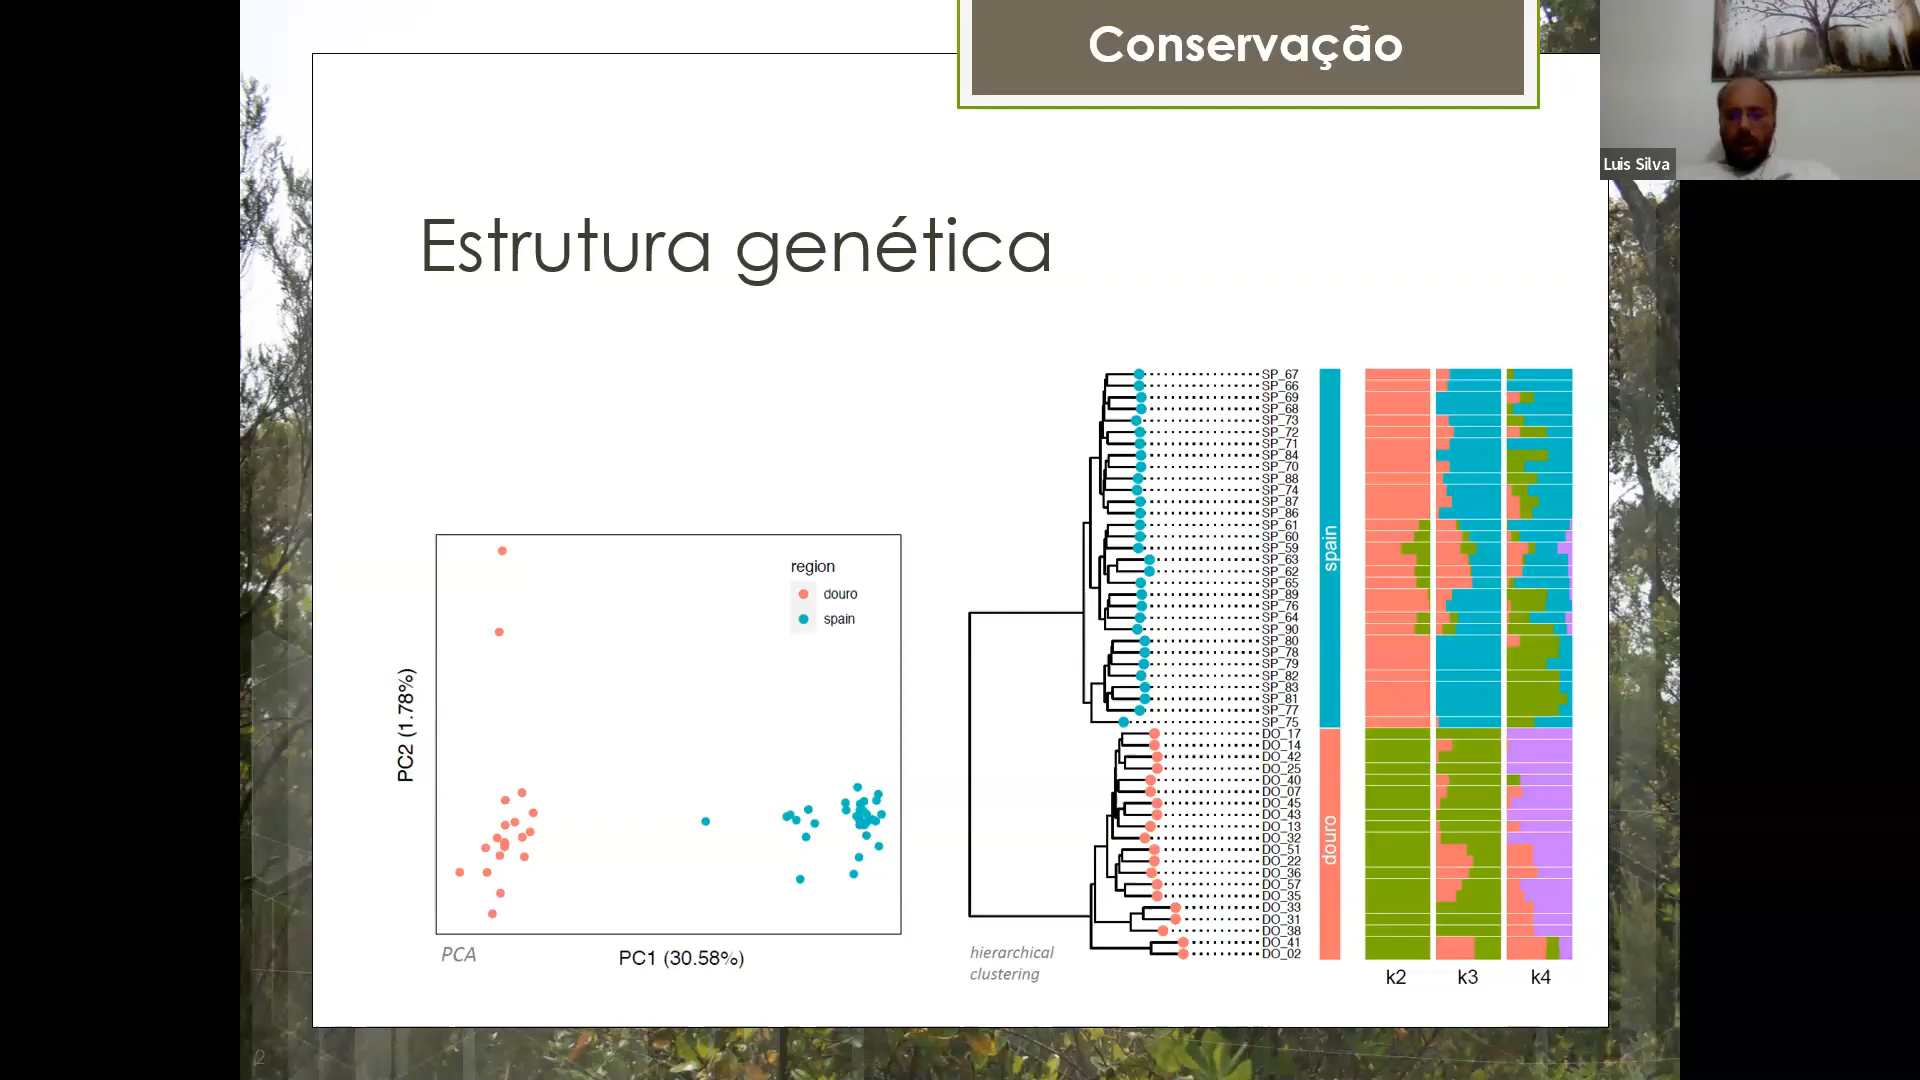 Conservação
Luis Silva
Estrutura genética
region
douro
spain
PC2 (1.78%)
PC1 (30.58%)
PCA
hierarchical
clustering
SP_67
SP_66
SP_69
SP_68
SP_73
SP_72
SP_71
SP_84
SP_70
SP_88
SP_74
SP_87
SP_86
SP_61
SP_60
SP_59
SP_63
SP_62
SP_65
SP_89
SP_76
SP_64
SP_90
SP_80
SP_78
SP_79
SP_82
SP_83
SP_81
SP_77
SP_75
DO_17
DO_14
DO_42
DO_25
DO_40
DO_07
DO_45
DO_43
DO_13
DO_32
DO_51
DO_22
DO_36
DO_57
DO_35
DO_33
DO_31
DO_38
DO_41
DO_02
spain
douro
k2 k3 k4
2